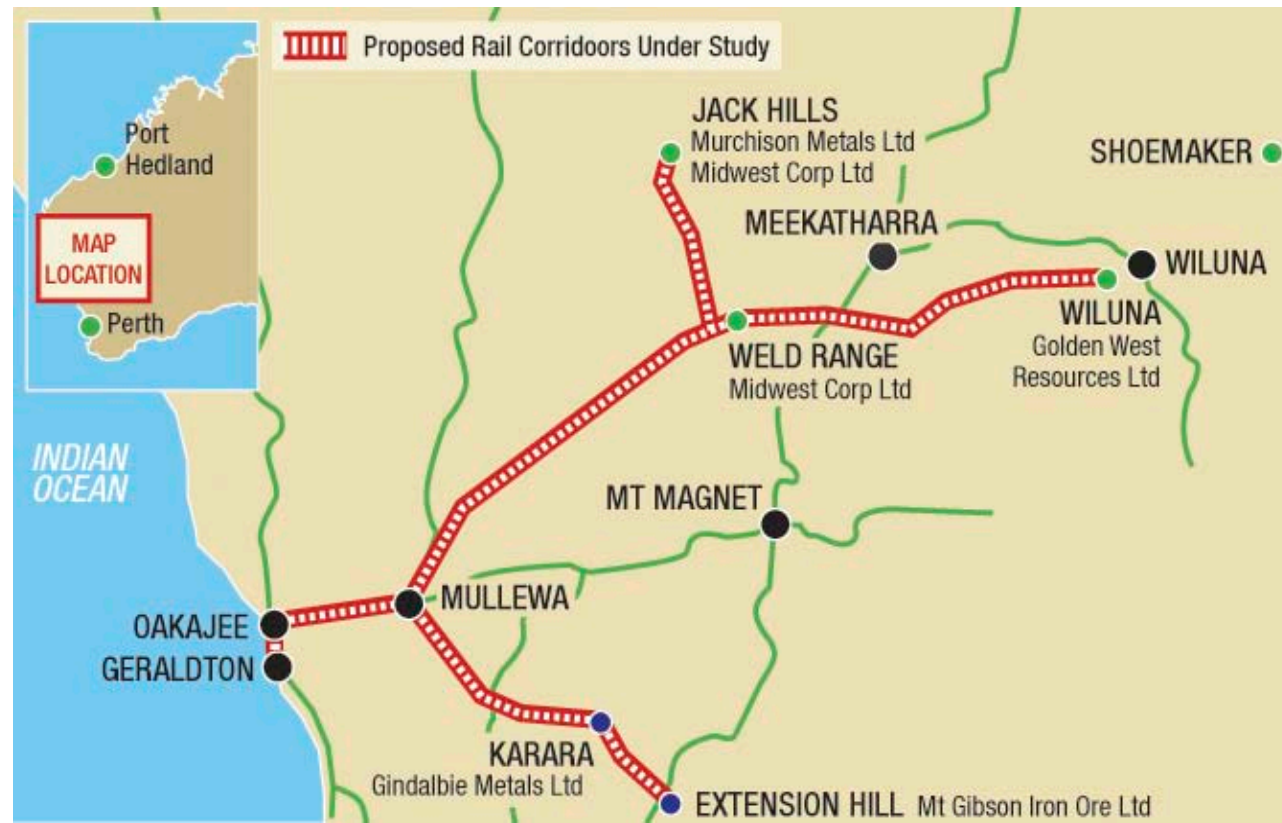 Proposed Rail Corridoors Under Study
Port
Hedland
MAP
LOCATION
Perth
JACK HILLS
Murchison Metals Ltd
Midwest Corp Ltd
SHOEMAKER
MEEKATHARRA
WILUNA
WILUNA
Golden West
Resources Ltd
WELD RANGE
Midwest Corp Ltd
INDIAN
OCEAN
MT MAGNET
MULLEWA
OAKAJEE
GERALDTON
KARARA
Gindalbie Metals Ltd
EXTENSION HILL Mt Gibson Iron Ore Ltd